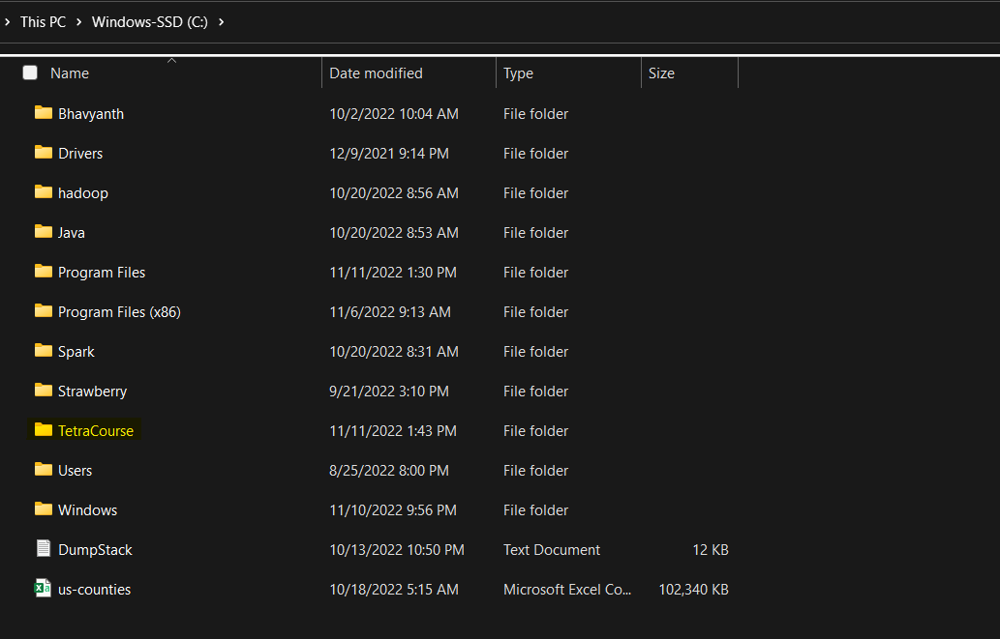 This PC > Windows-SSD (C:) >
Name Date modified Type Size
Bhavyanth 10/2/2022 10:04 AM File folder
Drivers 12/9/2021 9:14 PM File folder
hadoop 10/20/2022 8:56 AM File folder
Java 10/20/2022 8:53 AM File folder
Program Files 11/11/2022 1:30 PM File folder
Program Files (x86) 11/6/2022 9:13 AM File folder
Spark 10/20/2022 8:31 AM File folder
Strawberry 9/21/2022 3:10 PM File folder
TetraCourse 11/11/2022 1:43 PM File folder
Users 8/25/2022 8:00 PM File folder
Windows 11/10/2022 9:56 PM File folder
DumpStack 10/13/2022 10:50 PM Text Document 12 KB
us-counties 10/18/2022 5:15 AM Microsoft Excel Co... 102,340 KB